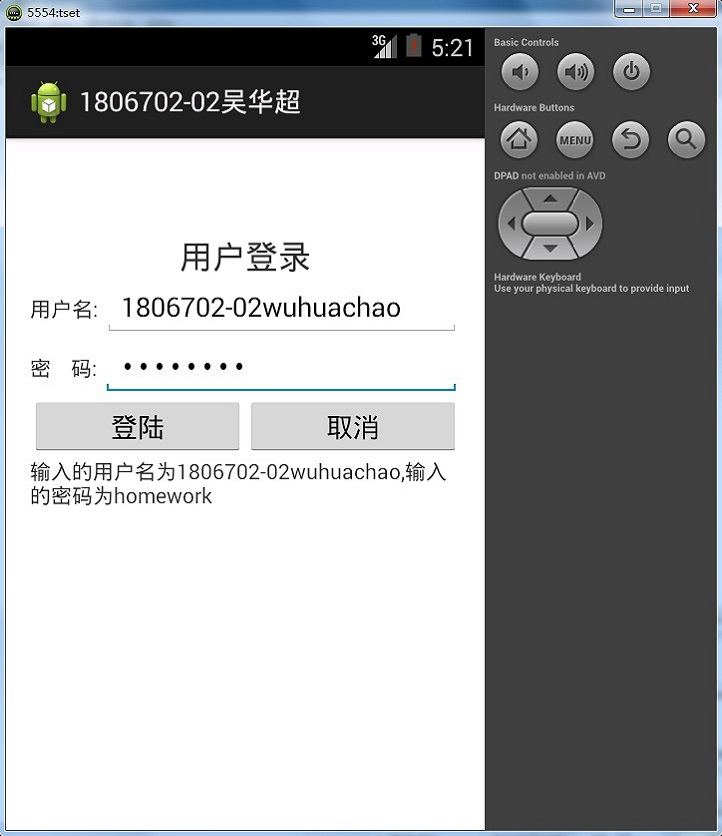 5554:tset
3G 5:21
1806702-02吴华超
用户登录
用户名: 1806702-02wuhuachao
密 码: ••••••••
登陆 取消
输入的用户名为1806702-02wuhuachao,输入
的密码为homework
Basic Controls
Hardware Buttons
MENU
DPAD not enabled in AVD
Hardware Keyboard
Use your physical keyboard to provide input